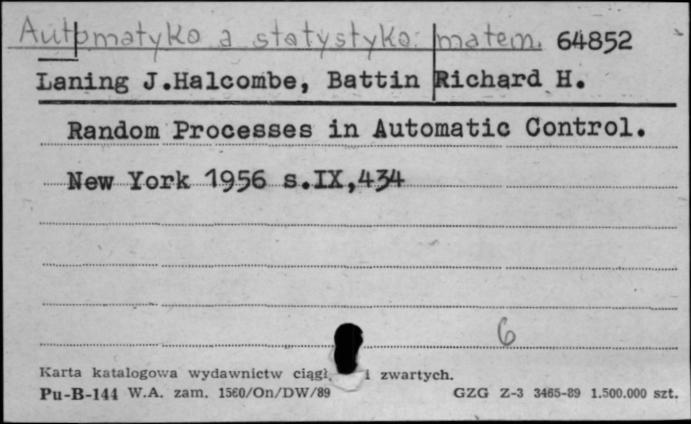 Automatyka a statystyka matem. 64852
Laning J.Halcombe, Battin Richard H.
Random Processes in Automatic Control.
New York 1956 s.IX,434
6
Karta katalogowa wydawnictw ciągł. i zwartych.
Pu-B-144 W.A. zam. 1560/On/DW/89 GZG Z-3 3465-89 1.500.000 szt.